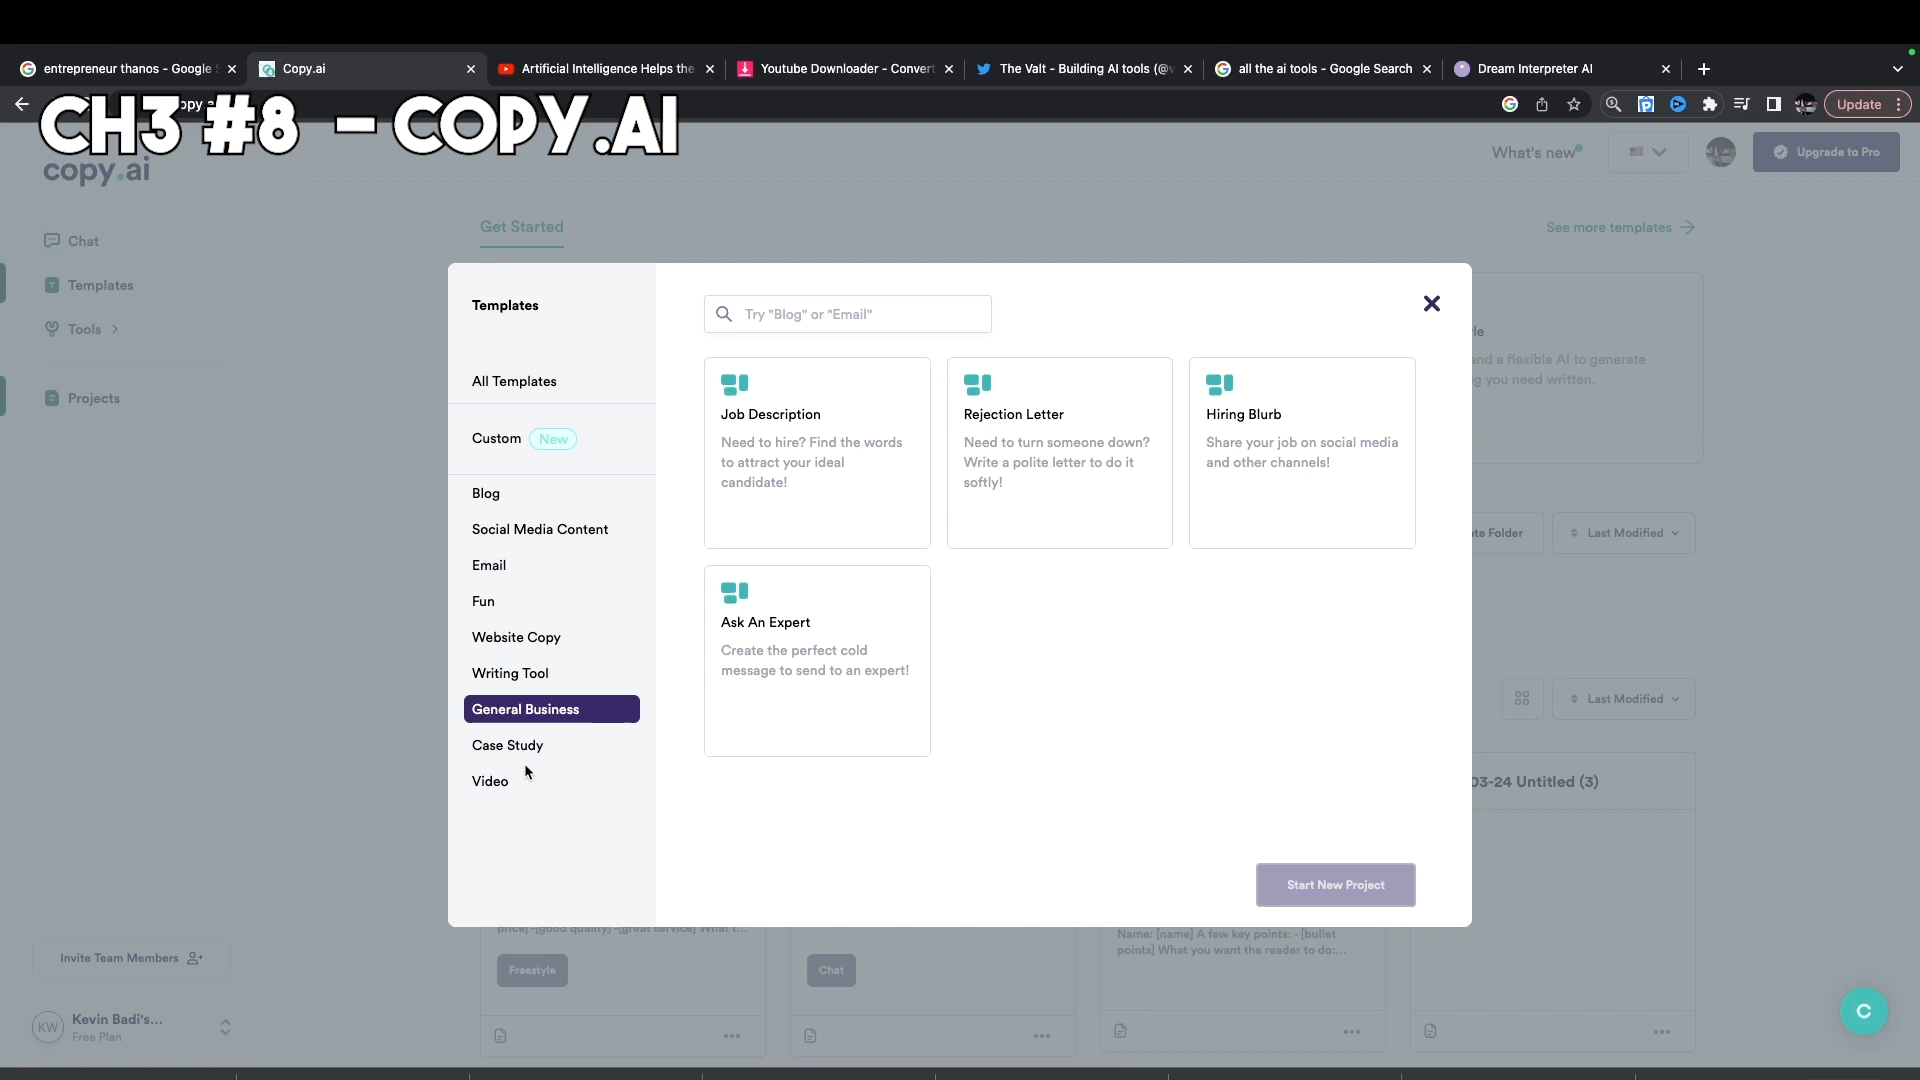 entrepreneur thanos - Google S
Copy.ai
Artificial Intelligence Helps the
Youtube Downloader - Convert
The Valt - Building AI tools (@v
all the ai tools - Google Search
Dream Interpreter AI
Update
CH3 #8 - COPY.AI
copy.ai
What's new
Upgrade to Pro
Chat
Templates
Tools
Projects
Get Started
See more templates
Templates
All Templates
Custom New
Blog
Social Media Content
Email
Fun
Website Copy
Writing Tool
General Business
Case Study
Video
Try "Blog" or "Email"
Job Description
Need to hire? Find the words
to attract your ideal
candidate!
Rejection Letter
Need to turn someone down?
Write a polite letter to do it
softly!
Hiring Blurb
Share your job on social media
and other channels!
Ask An Expert
Create the perfect cold
message to send to an expert!
Start New Project
and a flexible AI to generate
you need written.
Folder
Last Modified
Last Modified
03-24 Untitled (3)
price] -[good quality] -[great service] What t...
Freestyle
Chat
Name: [name] A few key points: - [bullet
points] What you want the reader to do:...
Invite Team Members
KW
Kevin Badi's...
Free Plan
C